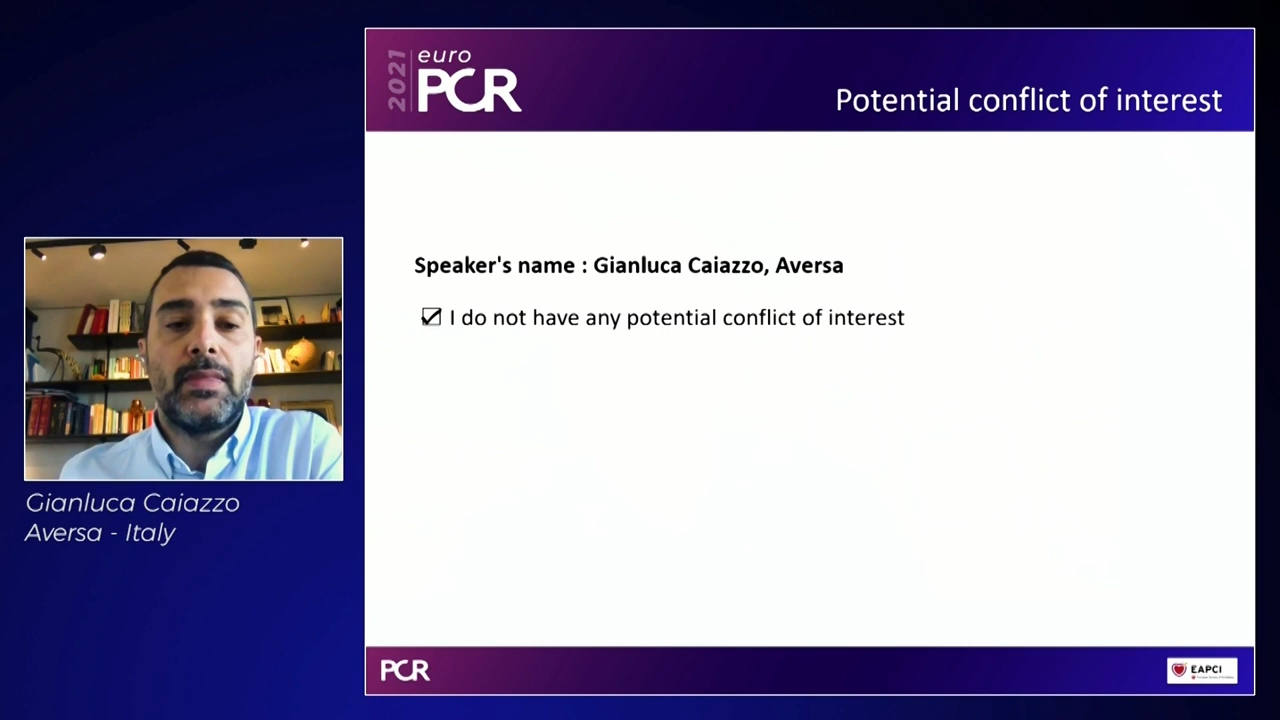 2021
euro
PCR
Potential conflict of interest
Speaker's name : Gianluca Caiazzo, Aversa
I do not have any potential conflict of interest
Gianluca Caiazzo
Aversa - Italy
PCR
EAPCI